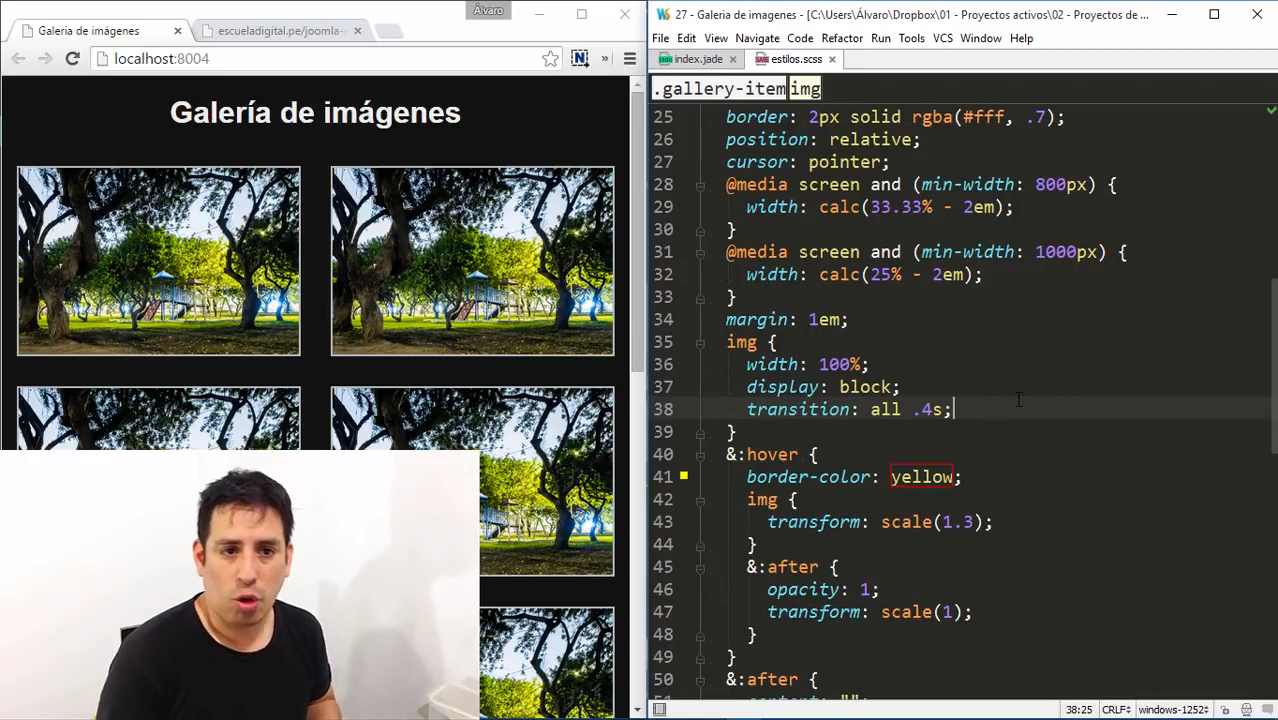 Álvaro
Galería de imágenes
escueladigital.pe/joomla-
localhost:8004
Galería de imágenes
27 - Galeria de imagenes - [C:\Users\Álvaro\Dropbox\01 - Proyectos activos\02 - Proyectos de ...
File Edit View Navigate Code Refactor Run Tools VCS Window Help
index.jade
estilos.scss
.gallery-item img
25 border: 2px solid rgba(#fff, .7);
26 position: relative;
27 cursor: pointer;
28 @media screen and (min-width: 800px) {
29 width: calc(33.33% - 2em);
30 }
31 @media screen and (min-width: 1000px) {
32 width: calc(25% - 2em);
33 }
34 margin: 1em;
35 img {
36 width: 100%;
37 display: block;
38 transition: all .4s;
39 }
40 &:hover {
41 border-color: yellow;
42 img {
43 transform: scale(1.3);
44 }
45 &:after {
46 opacity: 1;
47 transform: scale(1);
48 }
49 }
50 &:after {
51 content: "";
38:25 CRLF÷ windows-1252÷